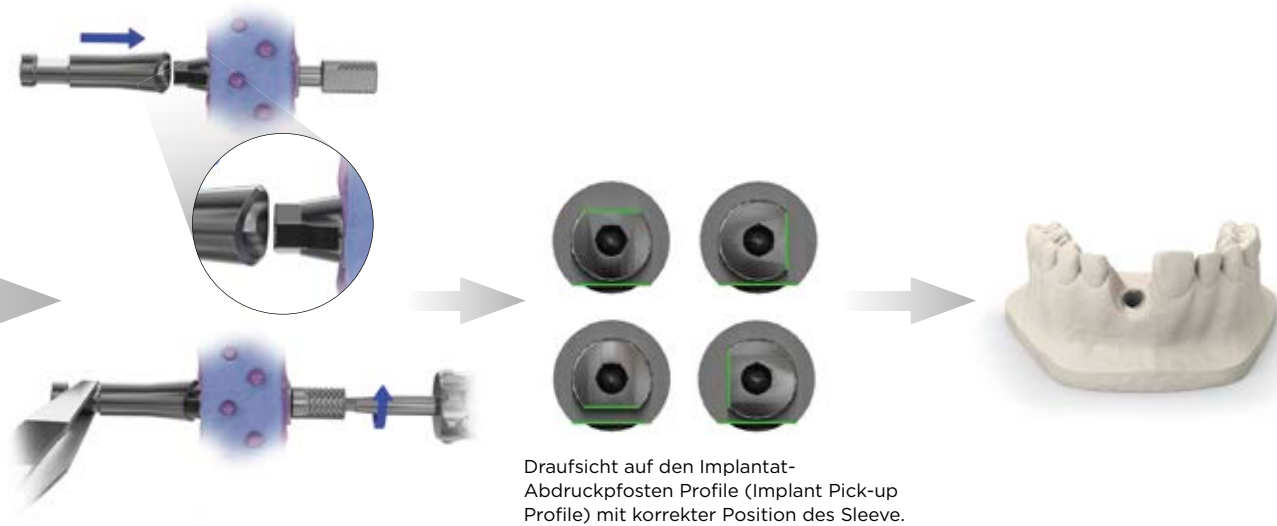 Draufsicht auf den Implantat-
Abdruckpfosten Profile (Implant Pick-up
Profile) mit korrekter Position des Sleeve.